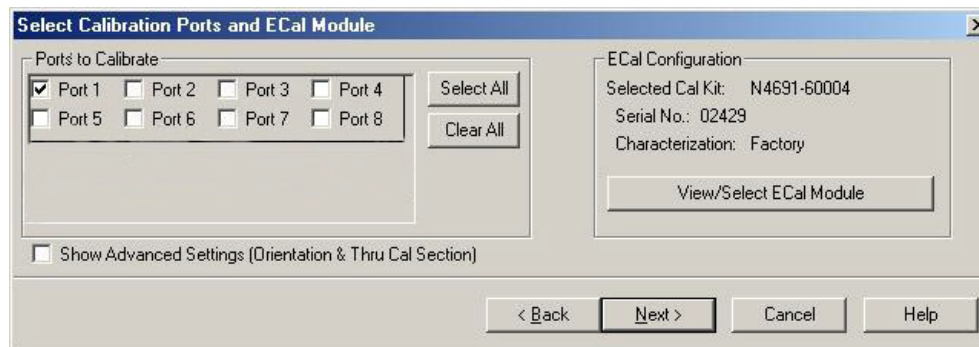 Select Calibration Ports and ECal Module
Ports to Calibrate
Port 1 Port 2 Port 3 Port 4
Port 5 Port 6 Port 7 Port 8
Select All
Clear All
Show Advanced Settings (Orientation & Thru Cal Section)
ECal Configuration
Selected Cal Kit: N4691-60004
Serial No.: 02429
Characterization: Factory
View/Select ECal Module
< Back Next > Cancel Help